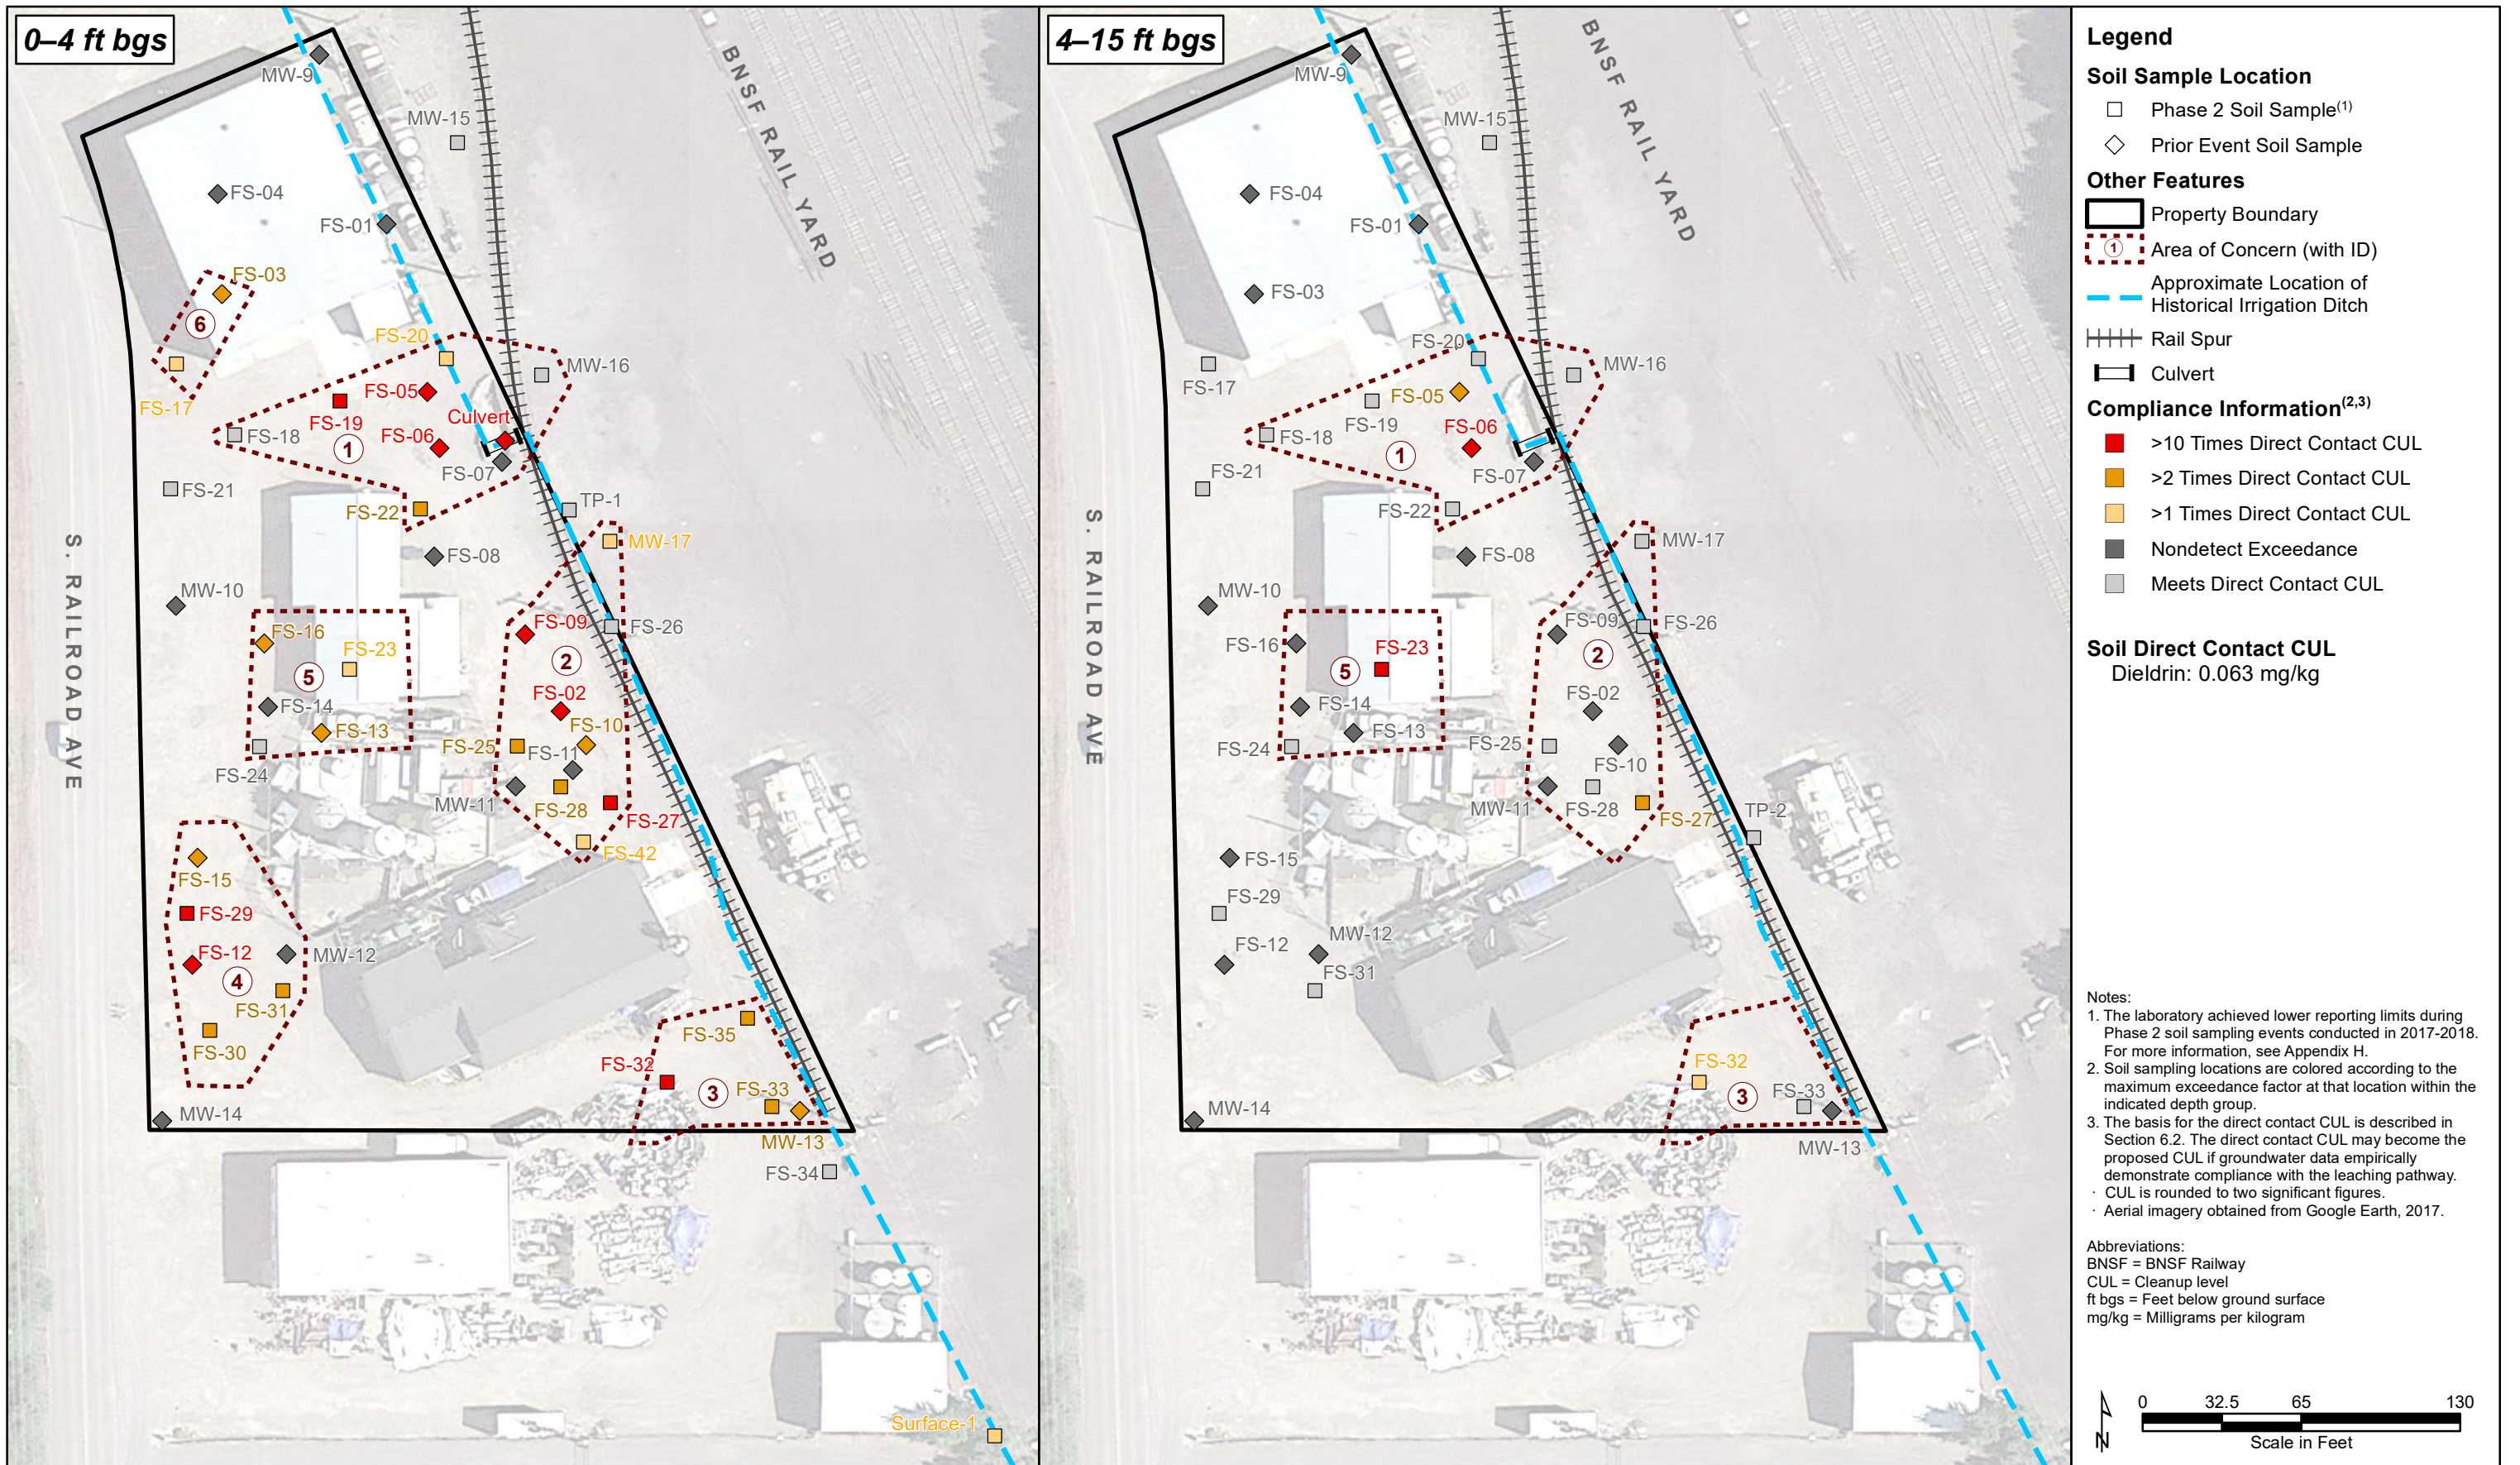 0–4 ft bgs
BNSF RAIL YARD
MW-9
MW-15
FS-04
FS-01
FS-03
6
FS-20
MW-16
FS-17
FS-05
FS-19
Culvert
FS-18
1
FS-06
FS-07
FS-21
FS-22
TP-1
MW-17
FS-08
S. RAILROAD AVE
MW-10
FS-16
FS-09
FS-26
FS-23
2
5
FS-02
FS-14
FS-13
FS-10
FS-25
FS-11
FS-24
MW-11
FS-28
FS-27
FS-42
FS-15
FS-29
FS-12
MW-12
4
FS-31
FS-30
FS-35
FS-32
FS-33
3
MW-14
MW-13
FS-34
Surface-1
4–15 ft bgs
BNSF RAIL YARD
MW-9
MW-15
FS-04
FS-01
FS-03
FS-20
MW-16
FS-17
FS-05
FS-19
FS-18
FS-06
1
FS-07
FS-21
FS-22
MW-17
FS-08
S. RAILROAD AVE
MW-10
FS-09
FS-26
FS-16
FS-23
2
5
FS-02
FS-14
FS-13
FS-24
FS-25
FS-10
MW-11
FS-28
FS-27
TP-2
FS-15
FS-29
FS-12
MW-12
FS-31
FS-32
FS-33
3
MW-14
MW-13
Legend
Soil Sample Location
Phase 2 Soil Sample(1)
Prior Event Soil Sample
Other Features
Property Boundary
1 Area of Concern (with ID)
Approximate Location of
Historical Irrigation Ditch
Rail Spur
Culvert
Compliance Information(2,3)
>10 Times Direct Contact CUL
>2 Times Direct Contact CUL
>1 Times Direct Contact CUL
Nondetect Exceedance
Meets Direct Contact CUL
Soil Direct Contact CUL
Dieldrin: 0.063 mg/kg
Notes:
1. The laboratory achieved lower reporting limits during
Phase 2 soil sampling events conducted in 2017-2018.
For more information, see Appendix H.
2. Soil sampling locations are colored according to the
maximum exceedance factor at that location within the
indicated depth group.
3. The basis for the direct contact CUL is described in
Section 6.2. The direct contact CUL may become the
proposed CUL if groundwater data empirically
demonstrate compliance with the leaching pathway.
· CUL is rounded to two significant figures.
· Aerial imagery obtained from Google Earth, 2017.
Abbreviations:
BNSF = BNSF Railway
CUL = Cleanup level
ft bgs = Feet below ground surface
mg/kg = Milligrams per kilogram
N
0 32.5 65 130
Scale in Feet